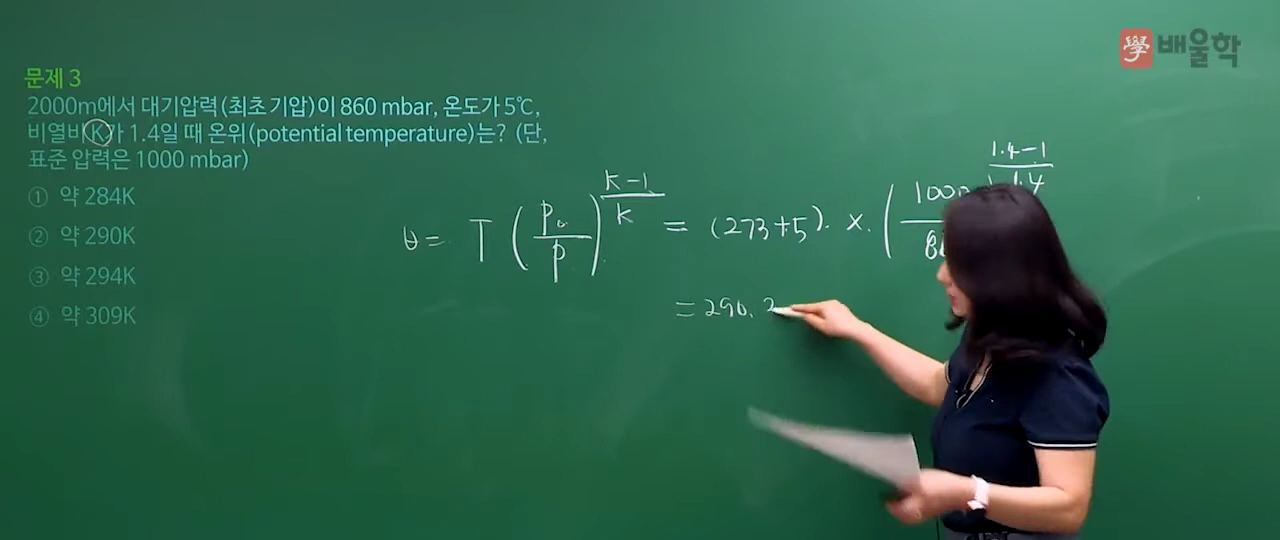 學 배울학
문제 3
2000m에서 대기압력(최초 기압)이 860 mbar, 온도가 5℃,
비열비 K가 1.4일 때 온위(potential temperature)는? (단,
표준 압력은 1000 mbar)
① 약 284K
② 약 290K
③ 약 294K
④ 약 309K
θ = T (P₀/P)^(K-1/K) = (273+5) × (1000/8
1.4-1
1.4
= 290.2